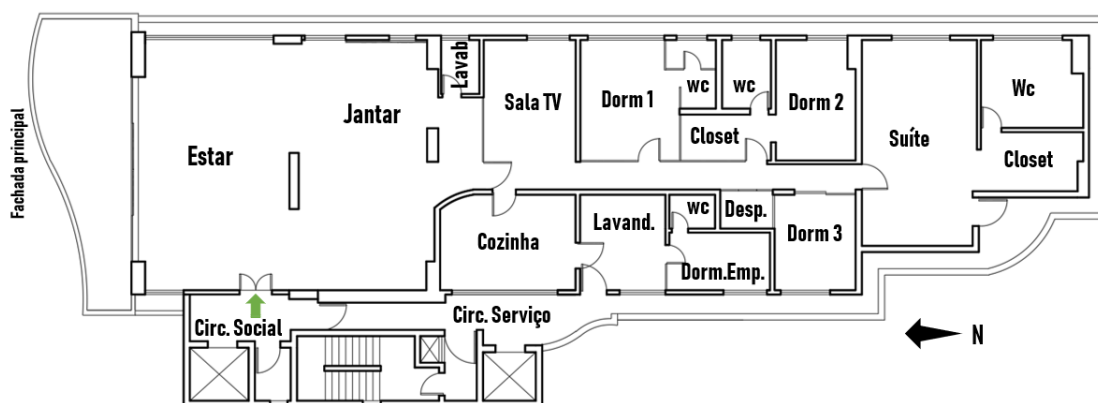 Fachada principal
Estar
Jantar
Lavab
Sala TV
Dorm 1
wc
wc
Dorm 2
Closet
Suíte
Wc
Closet
Cozinha
Lavand.
wc
Desp.
Dorm.Emp.
Dorm 3
Circ. Social
Circ. Serviço
N